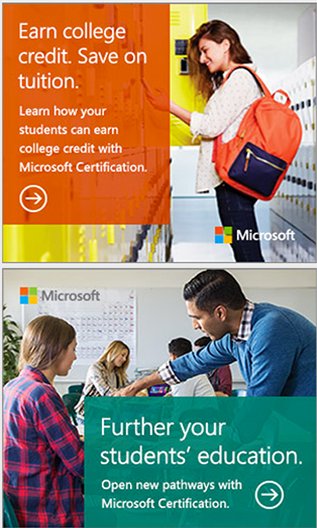 Earn college
credit. Save on
tuition.
Learn how your
students can earn
college credit with
Microsoft Certification.
Microsoft
Microsoft
Further your
students' education.
Open new pathways with
Microsoft Certification.